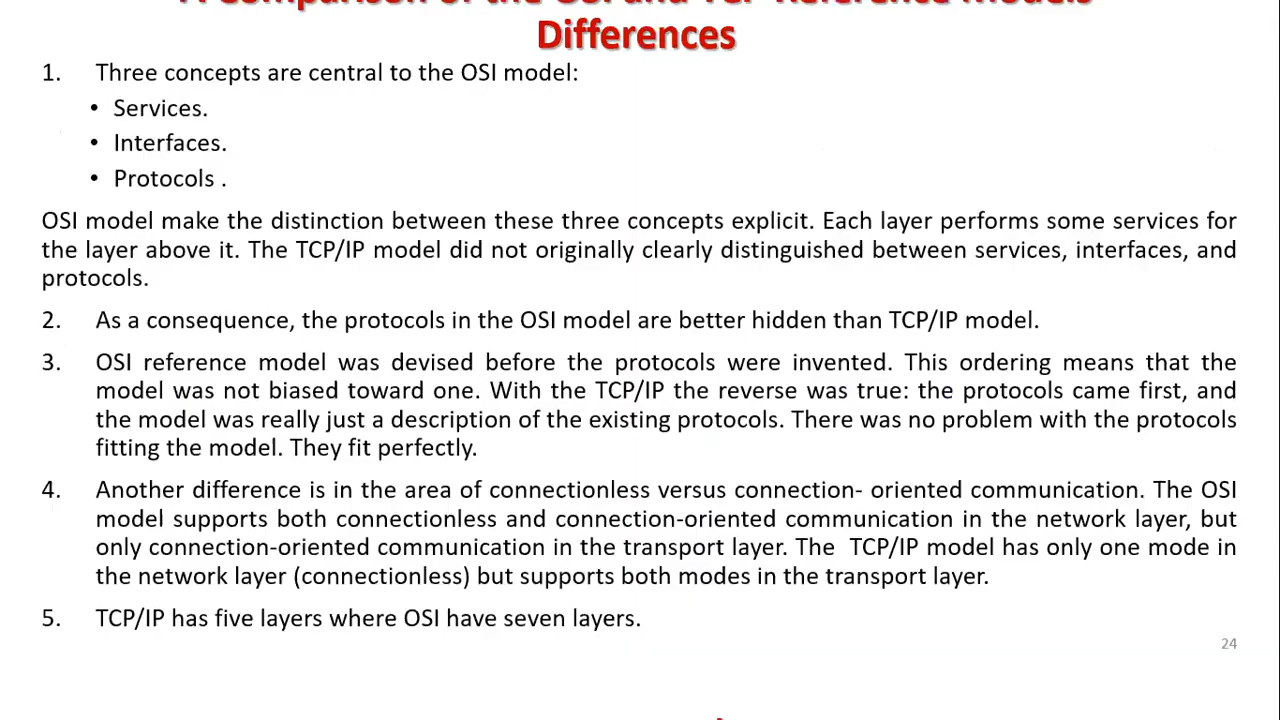 A Comparison of the OSI and TCP Reference Models
Differences
1. Three concepts are central to the OSI model:
• Services.
• Interfaces.
• Protocols .
OSI model make the distinction between these three concepts explicit. Each layer performs some services for
the layer above it. The TCP/IP model did not originally clearly distinguished between services, interfaces, and
protocols.
2. As a consequence, the protocols in the OSI model are better hidden than TCP/IP model.
3. OSI reference model was devised before the protocols were invented. This ordering means that the
model was not biased toward one. With the TCP/IP the reverse was true: the protocols came first, and
the model was really just a description of the existing protocols. There was no problem with the protocols
fitting the model. They fit perfectly.
4. Another difference is in the area of connectionless versus connection- oriented communication. The OSI
model supports both connectionless and connection-oriented communication in the network layer, but
only connection-oriented communication in the transport layer. The  TCP/IP model has only one mode in
the network layer (connectionless) but supports both modes in the transport layer.
5. TCP/IP has five layers where OSI have seven layers.
24